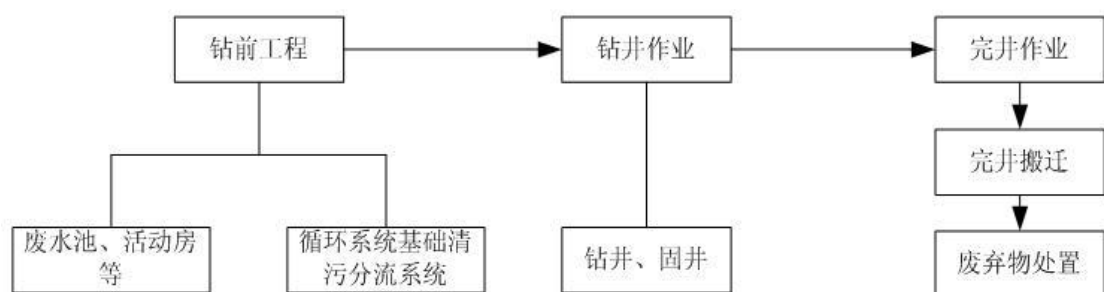 钻前工程
钻井作业
完井作业
完井搬迁
废水池、活动房
等
循环系统基础清
污分流系统
钻井、固井
废弃物处置